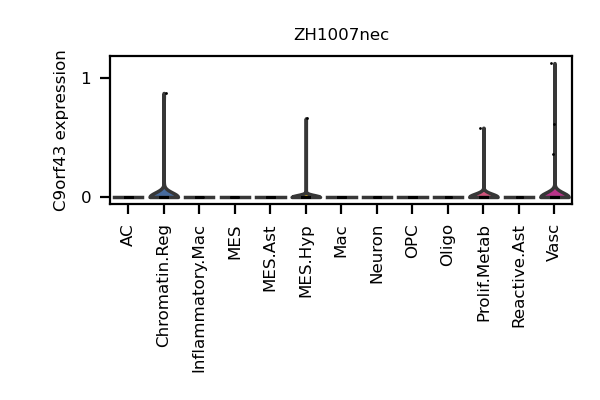 ZH1007nec
C9orf43 expression
1
0
AC
Chromatin.Reg
Inflammatory.Mac
MES
MES.Ast
MES.Hyp
Mac
Neuron
OPC
Oligo
Prolif.Metab
Reactive.Ast
Vasc